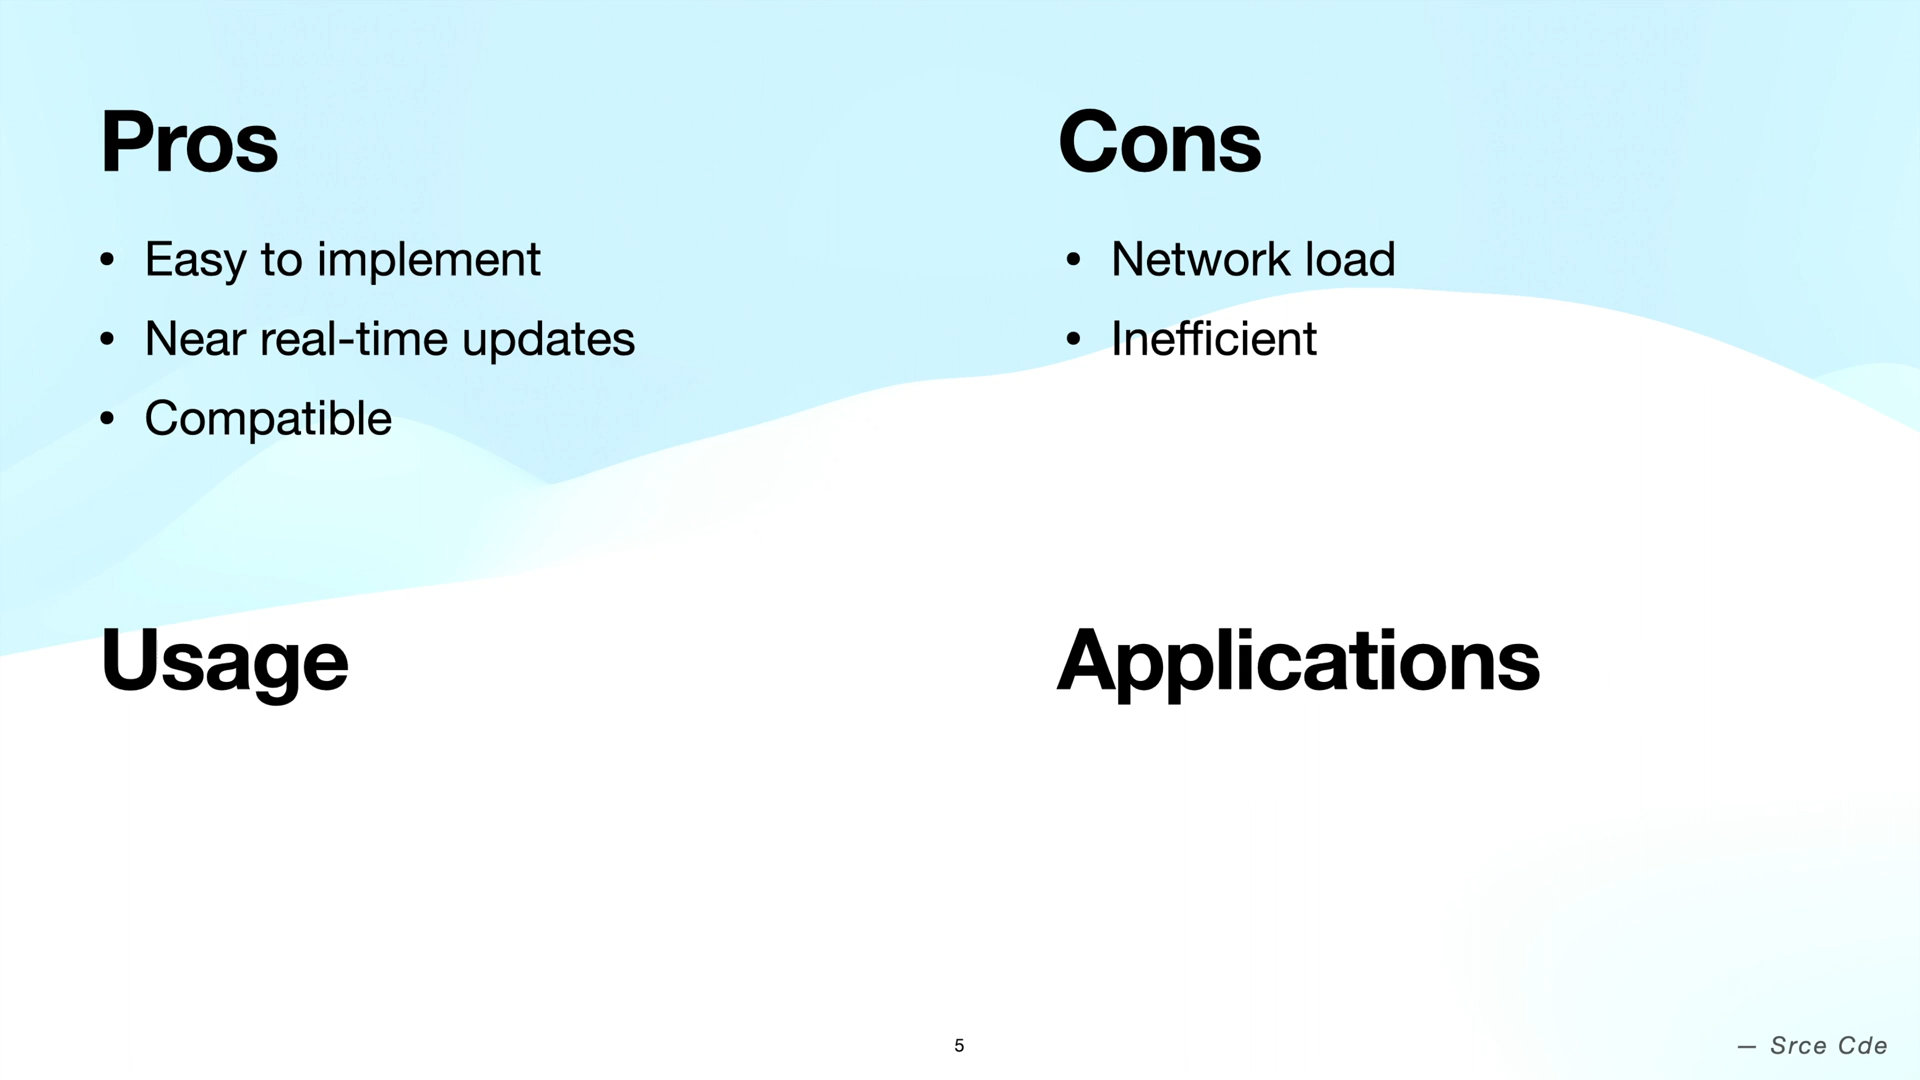 Pros
• Easy to implement
• Near real-time updates
• Compatible
Cons
• Network load
• Inefficient
Usage
Applications
5
— Srce Cde